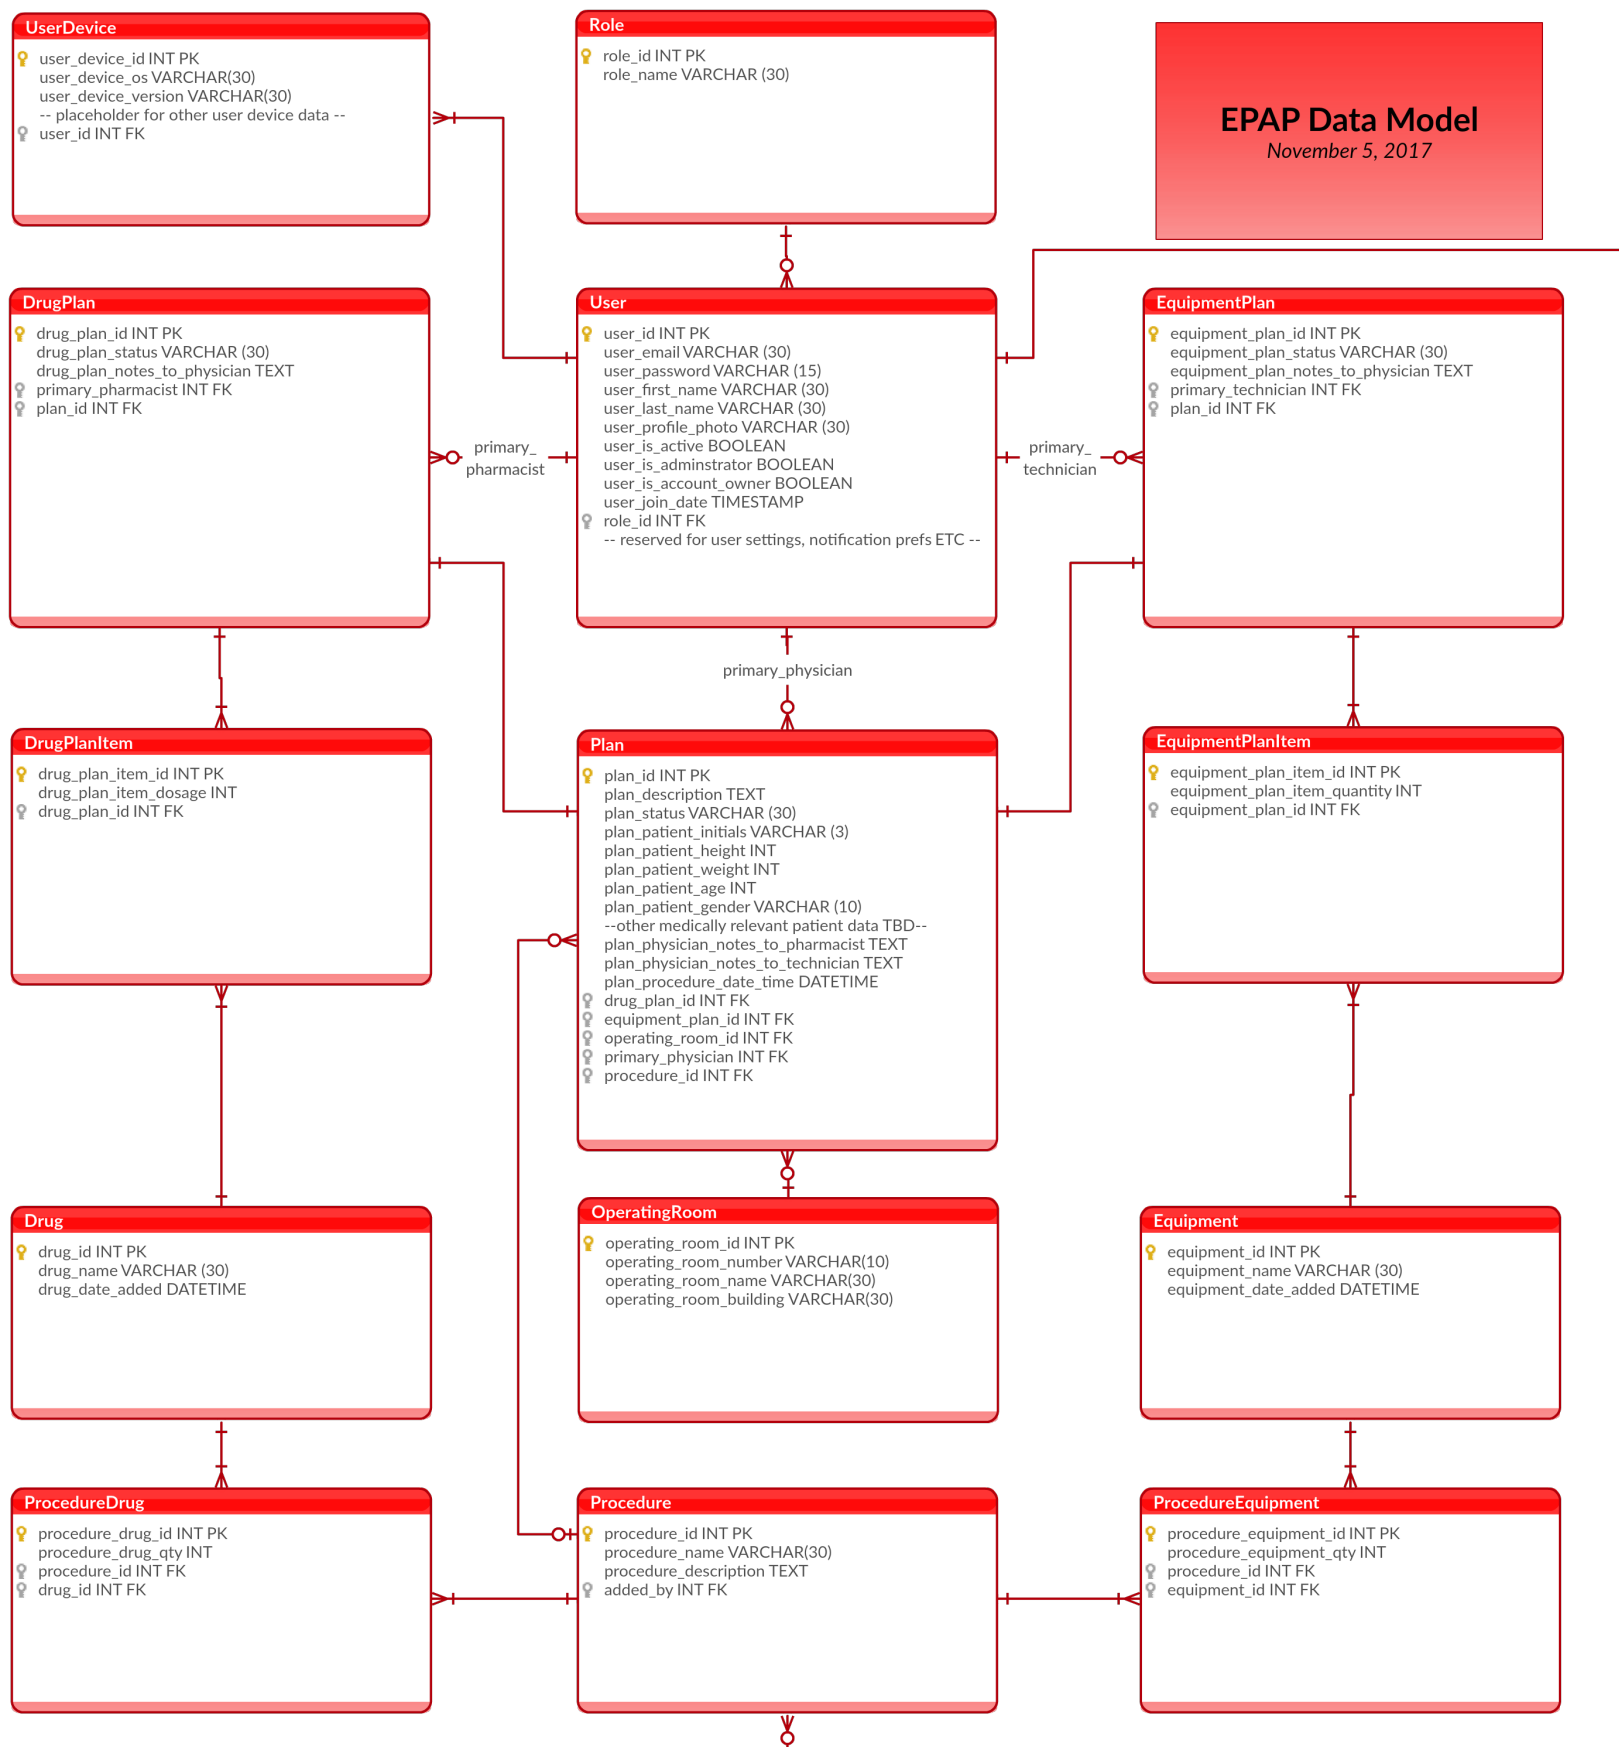 UserDevice
user_device_id INT PK
user_device_os VARCHAR(30)
user_device_version VARCHAR(30)
-- placeholder for other user device data --
user_id INT FK
Role
role_id INT PK
role_name VARCHAR (30)
EPAP Data Model
November 5, 2017
DrugPlan
drug_plan_id INT PK
drug_plan_status VARCHAR (30)
drug_plan_notes_to_physician TEXT
primary_pharmacist INT FK
plan_id INT FK
primary_
pharmacist
User
user_id INT PK
user_email VARCHAR (30)
user_password VARCHAR (15)
user_first_name VARCHAR (30)
user_last_name VARCHAR (30)
user_profile_photo VARCHAR (30)
user_is_active BOOLEAN
user_is_adminstrator BOOLEAN
user_is_account_owner BOOLEAN
user_join_date TIMESTAMP
role_id INT FK
-- reserved for user settings, notification prefs ETC --
primary_
technician
EquipmentPlan
equipment_plan_id INT PK
equipment_plan_status VARCHAR (30)
equipment_plan_notes_to_physician TEXT
primary_technician INT FK
plan_id INT FK
primary_physician
DrugPlanItem
drug_plan_item_id INT PK
drug_plan_item_dosage INT
drug_plan_id INT FK
Plan
plan_id INT PK
plan_description TEXT
plan_status VARCHAR (30)
plan_patient_initials VARCHAR (3)
plan_patient_height INT
plan_patient_weight INT
plan_patient_age INT
plan_patient_gender VARCHAR (10)
--other medically relevant patient data TBD--
plan_physician_notes_to_pharmacist TEXT
plan_physician_notes_to_technician TEXT
plan_procedure_date_time DATETIME
drug_plan_id INT FK
equipment_plan_id INT FK
operating_room_id INT FK
primary_physician INT FK
procedure_id INT FK
EquipmentPlanItem
equipment_plan_item_id INT PK
equipment_plan_item_quantity INT
equipment_plan_id INT FK
Drug
drug_id INT PK
drug_name VARCHAR (30)
drug_date_added DATETIME
OperatingRoom
operating_room_id INT PK
operating_room_number VARCHAR(10)
operating_room_name VARCHAR(30)
operating_room_building VARCHAR(30)
Equipment
equipment_id INT PK
equipment_name VARCHAR (30)
equipment_date_added DATETIME
ProcedureDrug
procedure_drug_id INT PK
procedure_drug_qty INT
procedure_id INT FK
drug_id INT FK
Procedure
procedure_id INT PK
procedure_name VARCHAR(30)
procedure_description TEXT
added_by INT FK
ProcedureEquipment
procedure_equipment_id INT PK
procedure_equipment_qty INT
procedure_id INT FK
equipment_id INT FK